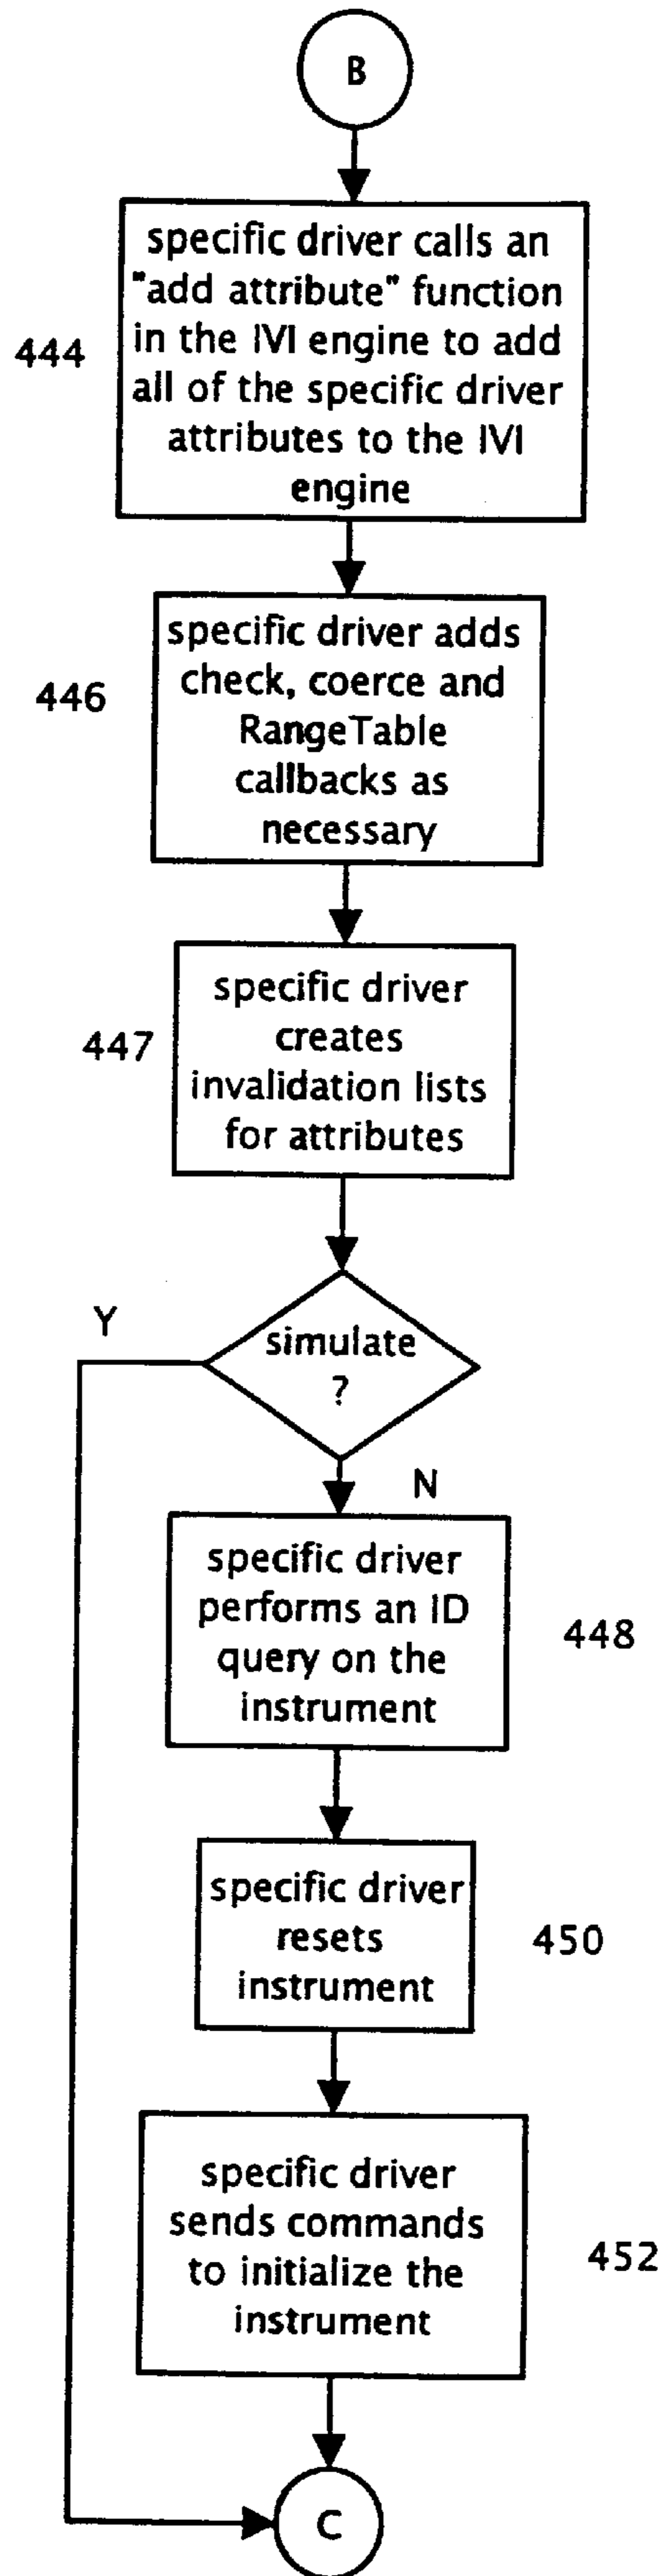 B
specific driver calls an
"add attribute" function
444
in the IVI engine to add
all of the specific driver
attributes to the IVI
engine
specific driver adds
446
check, coerce and
RangeTable
callbacks as
necessary
specific driver
447
creates
invalidation lists
for attributes
Y
simulate
?
N
specific driver
performs an ID
448
query on the
instrument
specific driver
resets
450
instrument
specific driver
sends commands
452
to initialize the
instrument
C